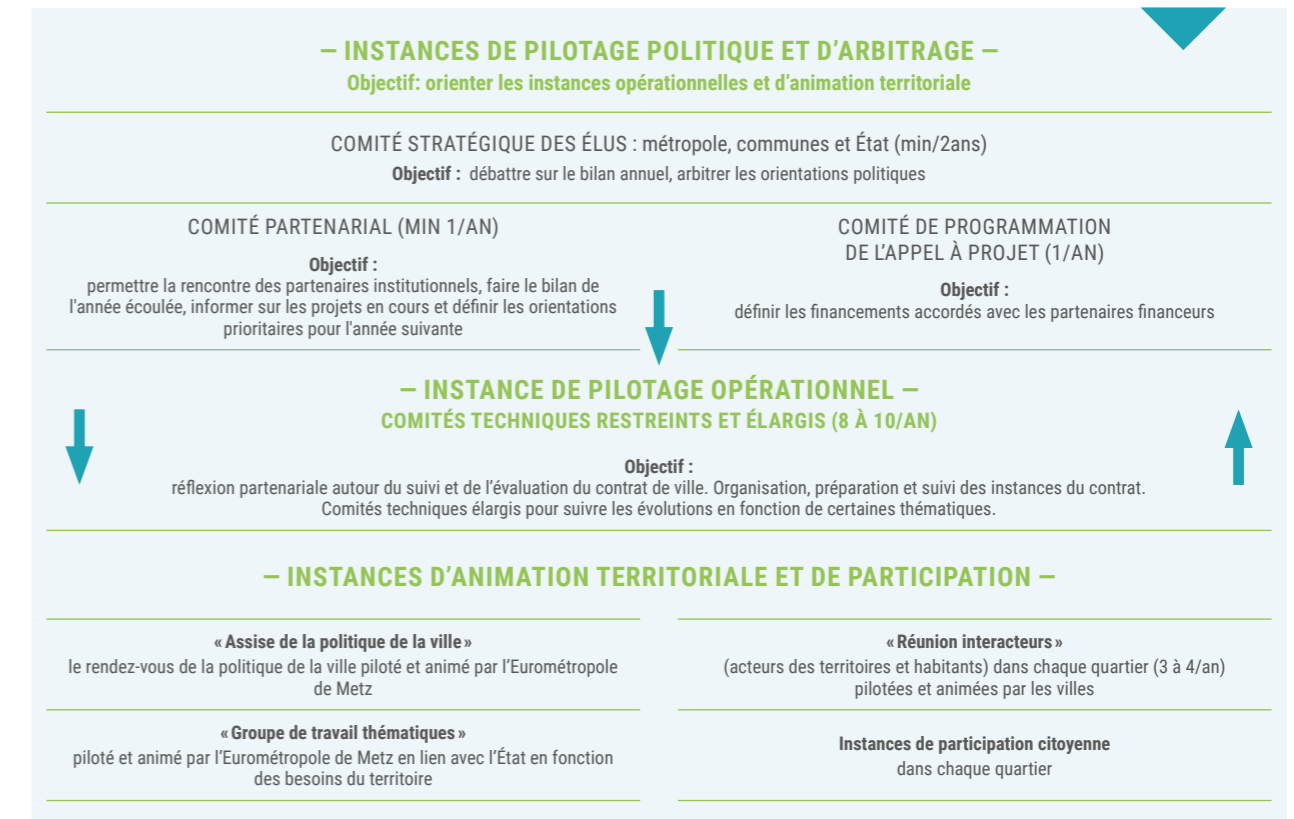 — INSTANCES DE PILOTAGE POLITIQUE ET D'ARBITRAGE —
Objectif: orienter les instances opérationnelles et d'animation territoriale
COMITÉ STRATÉGIQUE DES ÉLUS : métropole, communes et État (min/2ans)
Objectif : débattre sur le bilan annuel, arbitrer les orientations politiques
COMITÉ PARTENARIAL (MIN 1/AN)
Objectif :
permettre la rencontre des partenaires institutionnels, faire le bilan de
l'année écoulée, informer sur les projets en cours et définir les orientations
prioritaires pour l'année suivante
COMITÉ DE PROGRAMMATION
DE L'APPEL À PROJET (1/AN)
Objectif :
définir les financements accordés avec les partenaires financeurs
— INSTANCE DE PILOTAGE OPÉRATIONNEL —
COMITÉS TECHNIQUES RESTREINTS ET ÉLARGIS (8 À 10/AN)
Objectif :
réflexion partenariale autour du suivi et de l'évaluation du contrat de ville. Organisation, préparation et suivi des instances du contrat.
Comités techniques élargis pour suivre les évolutions en fonction de certaines thématiques.
— INSTANCES D'ANIMATION TERRITORIALE ET DE PARTICIPATION —
« Assise de la politique de la ville »
le rendez-vous de la politique de la ville piloté et animé par l'Eurométropole
de Metz
« Réunion interacteurs »
(acteurs des territoires et habitants) dans chaque quartier (3 à 4/an)
pilotées et animées par les villes
« Groupe de travail thématiques »
piloté et animé par l'Eurométropole de Metz en lien avec l'État en fonction
des besoins du territoire
Instances de participation citoyenne
dans chaque quartier